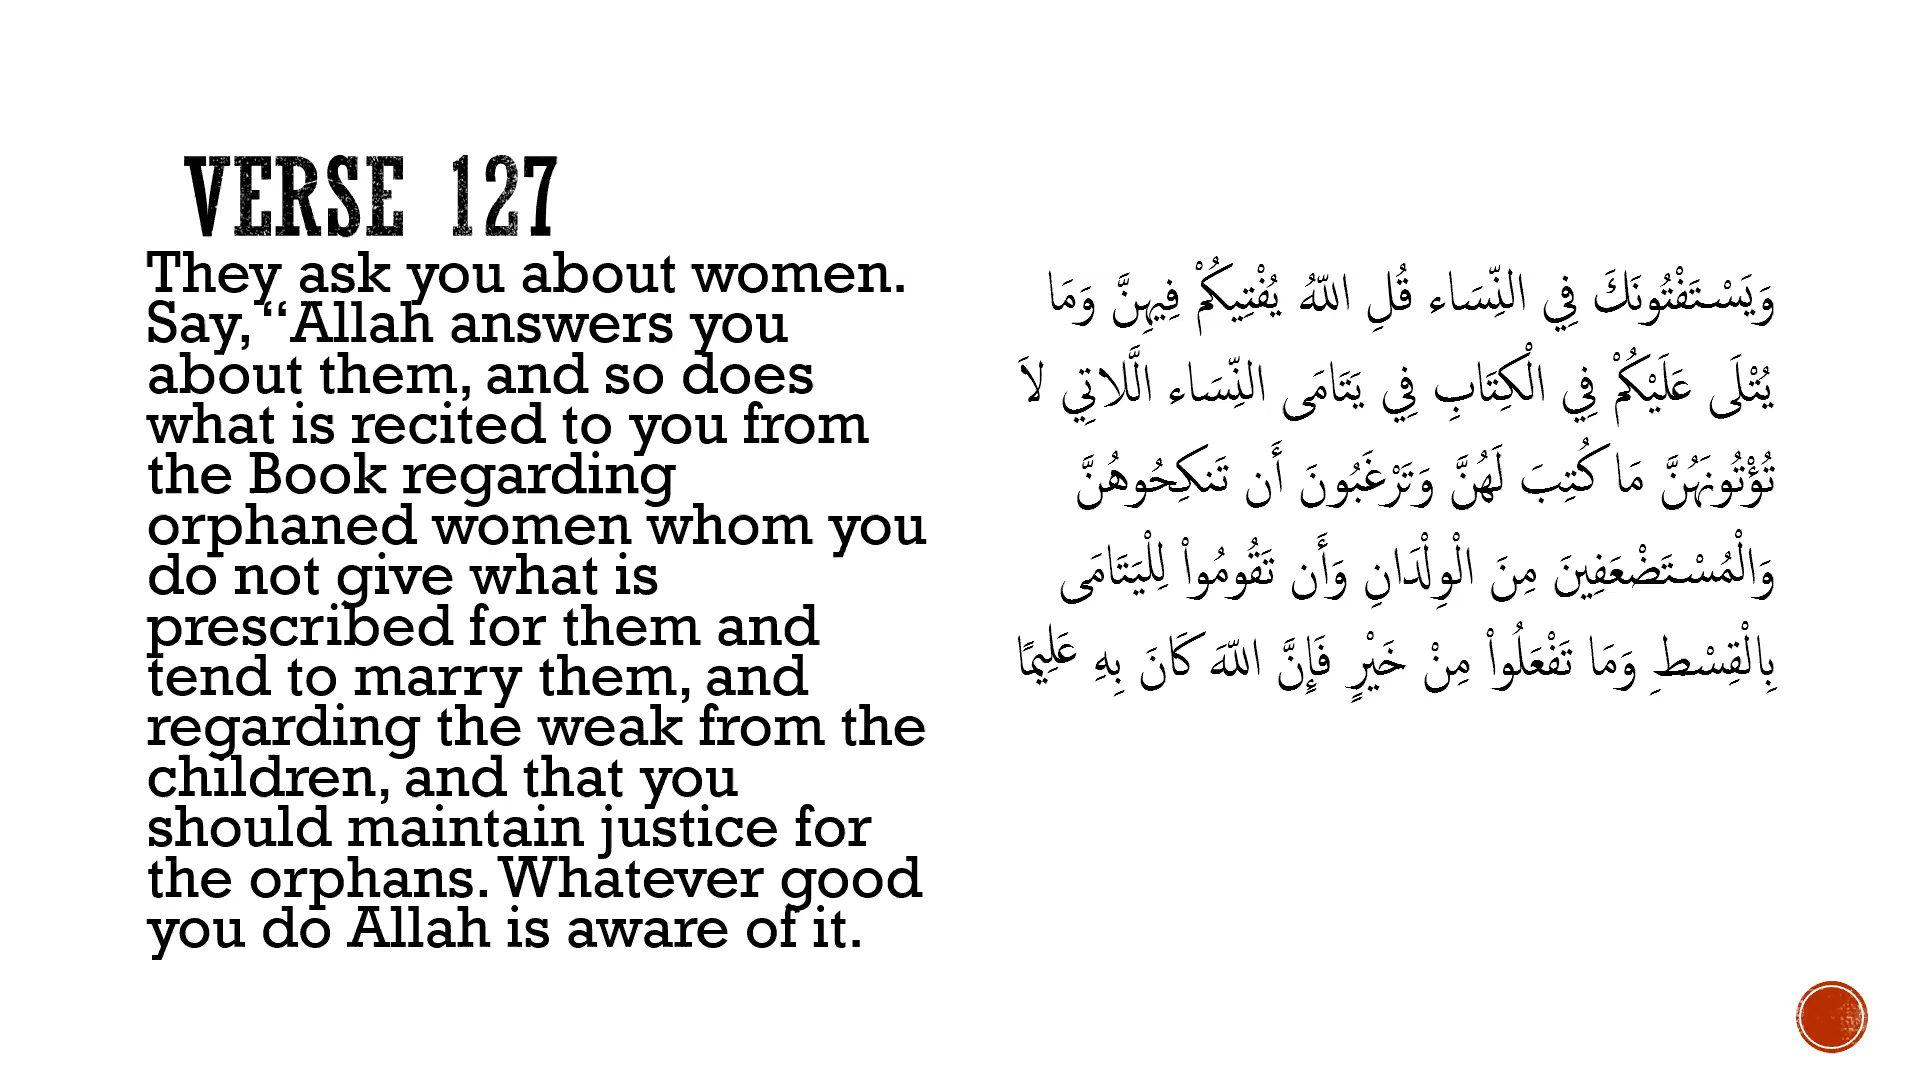 VERSE 127
They ask you about women.
Say, “Allah answers you
about them, and so does
what is recited to you from
the Book regarding
orphaned women whom you
do not give what is
prescribed for them and
tend to marry them, and
regarding the weak from the
children, and that you
should maintain justice for
the orphans. Whatever good
you do Allah is aware of it.
وَيَسْتَفْتُونَكَ فِي النِّسَاء قُلِ اللّهُ يُفْتِيكُمْ فِيهِنَّ وَمَا
يُتْلَى عَلَيْكُمْ فِي الْكِتَابِ فِي يَتَامَى النِّسَاء الَّلاتِي لاَ
تُؤْتُونَهُنَّ مَا كُتِبَ لَهُنَّ وَتَرْغَبُونَ أَن تَنكِحُوهُنَّ
وَالْمُسْتَضْعَفِينَ مِنَ الْوِلْدَانِ وَأَن تَقُومُواْ لِلْيَتَامَى
بِالْقِسْطِ وَمَا تَفْعَلُواْ مِنْ خَيْرٍ فَإِنَّ اللّهَ كَانَ بِهِ عَلِيمًا